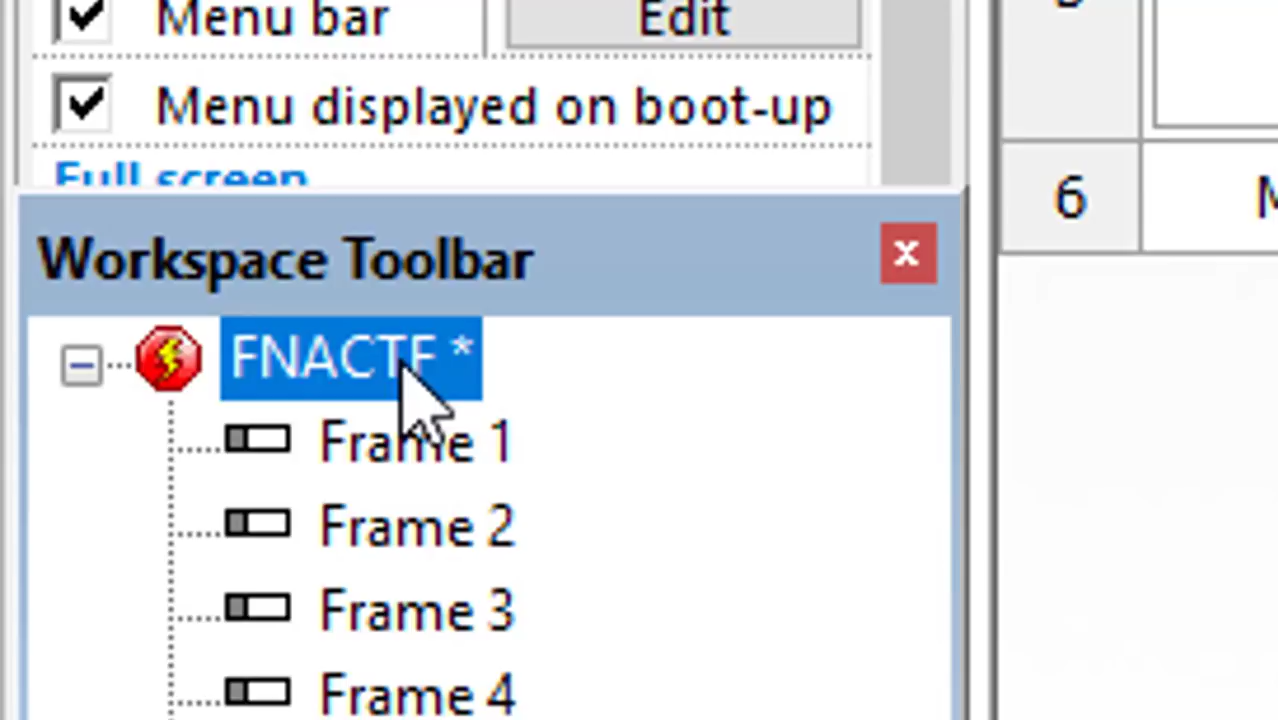 Menu bar
Edit
Menu displayed on boot-up
Full screen
6
Workspace Toolbar
FNACTF *
Frame 1
Frame 2
Frame 3
Frame 4